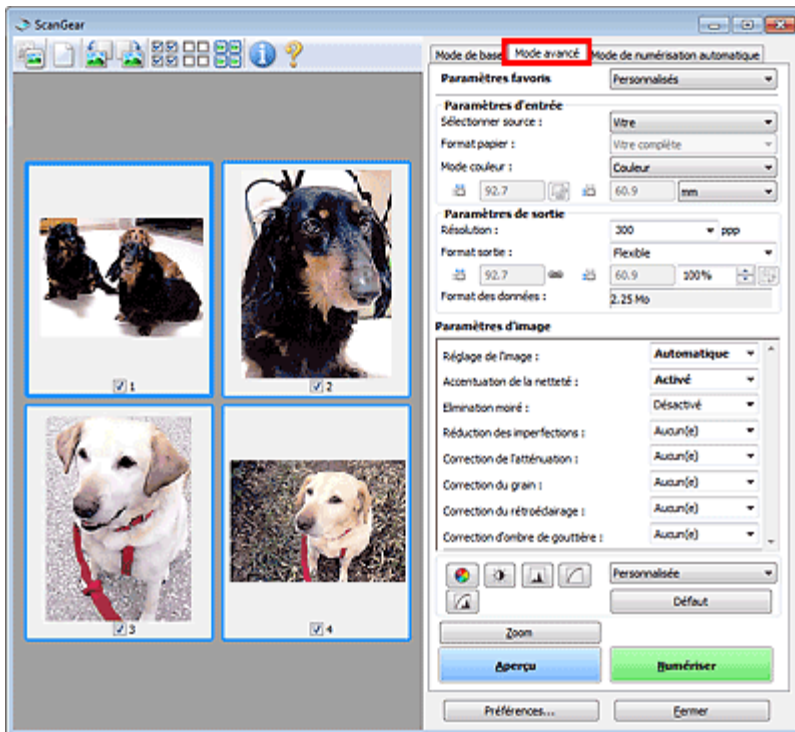 ScanGear
Mode de base Mode avancé Mode de numérisation automatique
Paramètres favoris Personnalisés
Paramètres d'entrée
Sélectionner source : Vitre
Format papier : Vitre complète
Mode couleur : Couleur
92.7 60.9 mm
Paramètres de sortie
Résolution : 300 ppp
Format sortie : Flexible
92.7 60.9 100%
Format des données : 2.25 Mo
Paramètres d'image
Réglage de l'image : Automatique
Accentuation de la netteté : Activé
Elimination moiré : Désactivé
Réduction des imperfections : Aucun(e)
Correction de l'atténuation : Aucun(e)
Correction du grain : Aucun(e)
Correction du rétroéclairage : Aucun(e)
Correction d'ombre de gouttière : Aucun(e)
Personnalisée
Défaut
Zoom
Aperçu Numériser
Préférences... Fermer
1
2
3
4